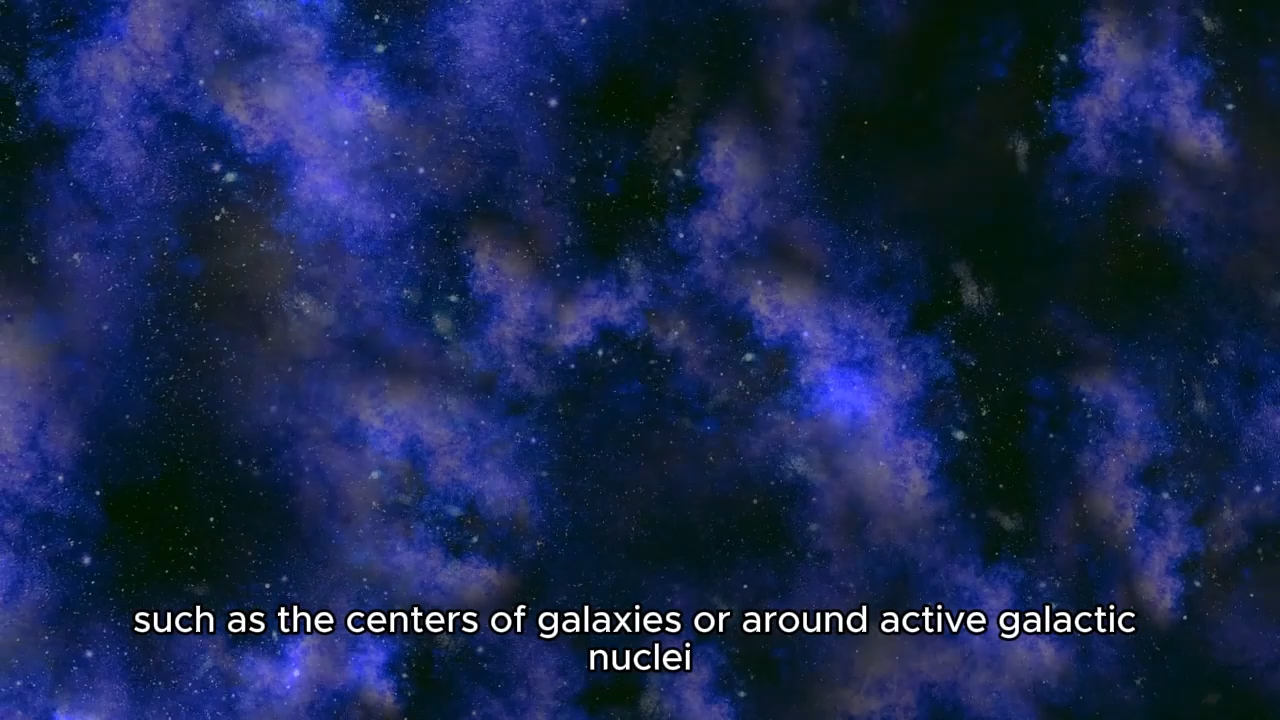 such as the centers of galaxies or around active galactic
nuclei